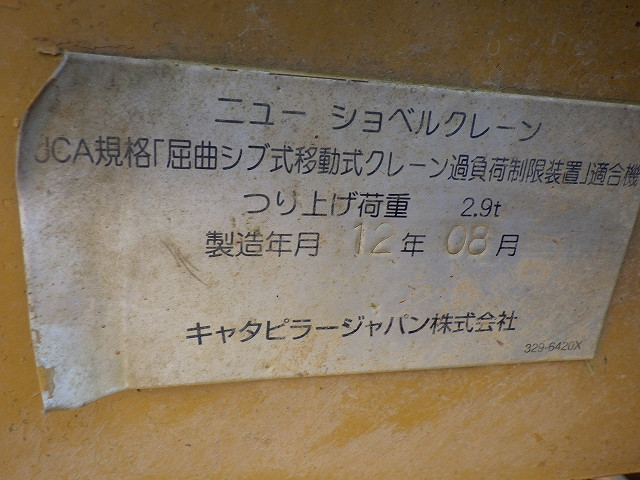 ニュー ショベルクレーン
JCA規格「屈曲ジブ式移動式クレーン過負荷制限装置」適合機
つり上げ荷重 2.9t
製造年月 12年 08月
キャタピラージャパン株式会社
329-6420X